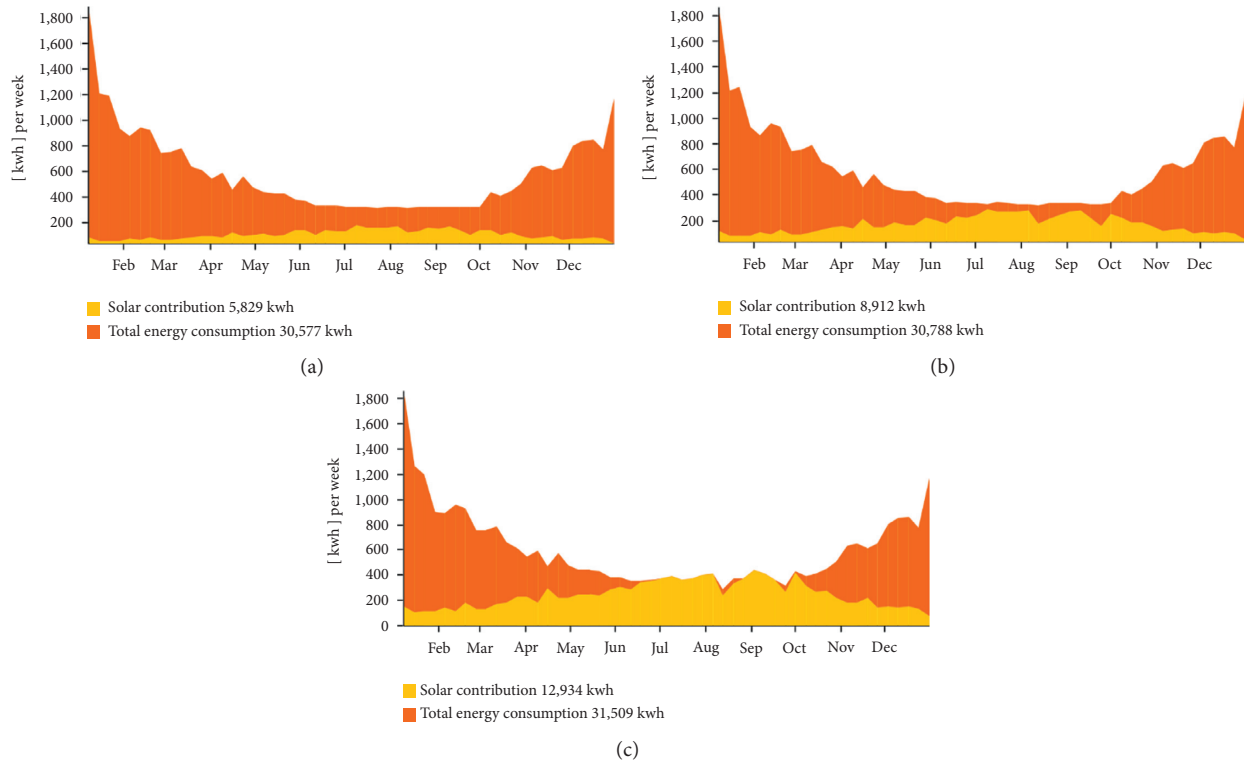 [ kwh ] per week
1,800
1,600
1,400
1,200
1,000
800
600
400
200
Feb Mar Apr May Jun Jul Aug Sep Oct Nov Dec
Solar contribution 5,829 kwh
Total energy consumption 30,577 kwh
(a)
[ kwh ] per week
1,800
1,600
1,400
1,200
1,000
800
600
400
200
Feb Mar Apr May Jun Jul Aug Sep Oct Nov Dec
Solar contribution 8,912 kwh
Total energy consumption 30,788 kwh
(b)
[ kwh ] per week
1,800
1,600
1,400
1,200
1,000
800
600
400
200
0
Feb Mar Apr May Jun Jul Aug Sep Oct Nov Dec
Solar contribution 12,934 kwh
Total energy consumption 31,509 kwh
(c)